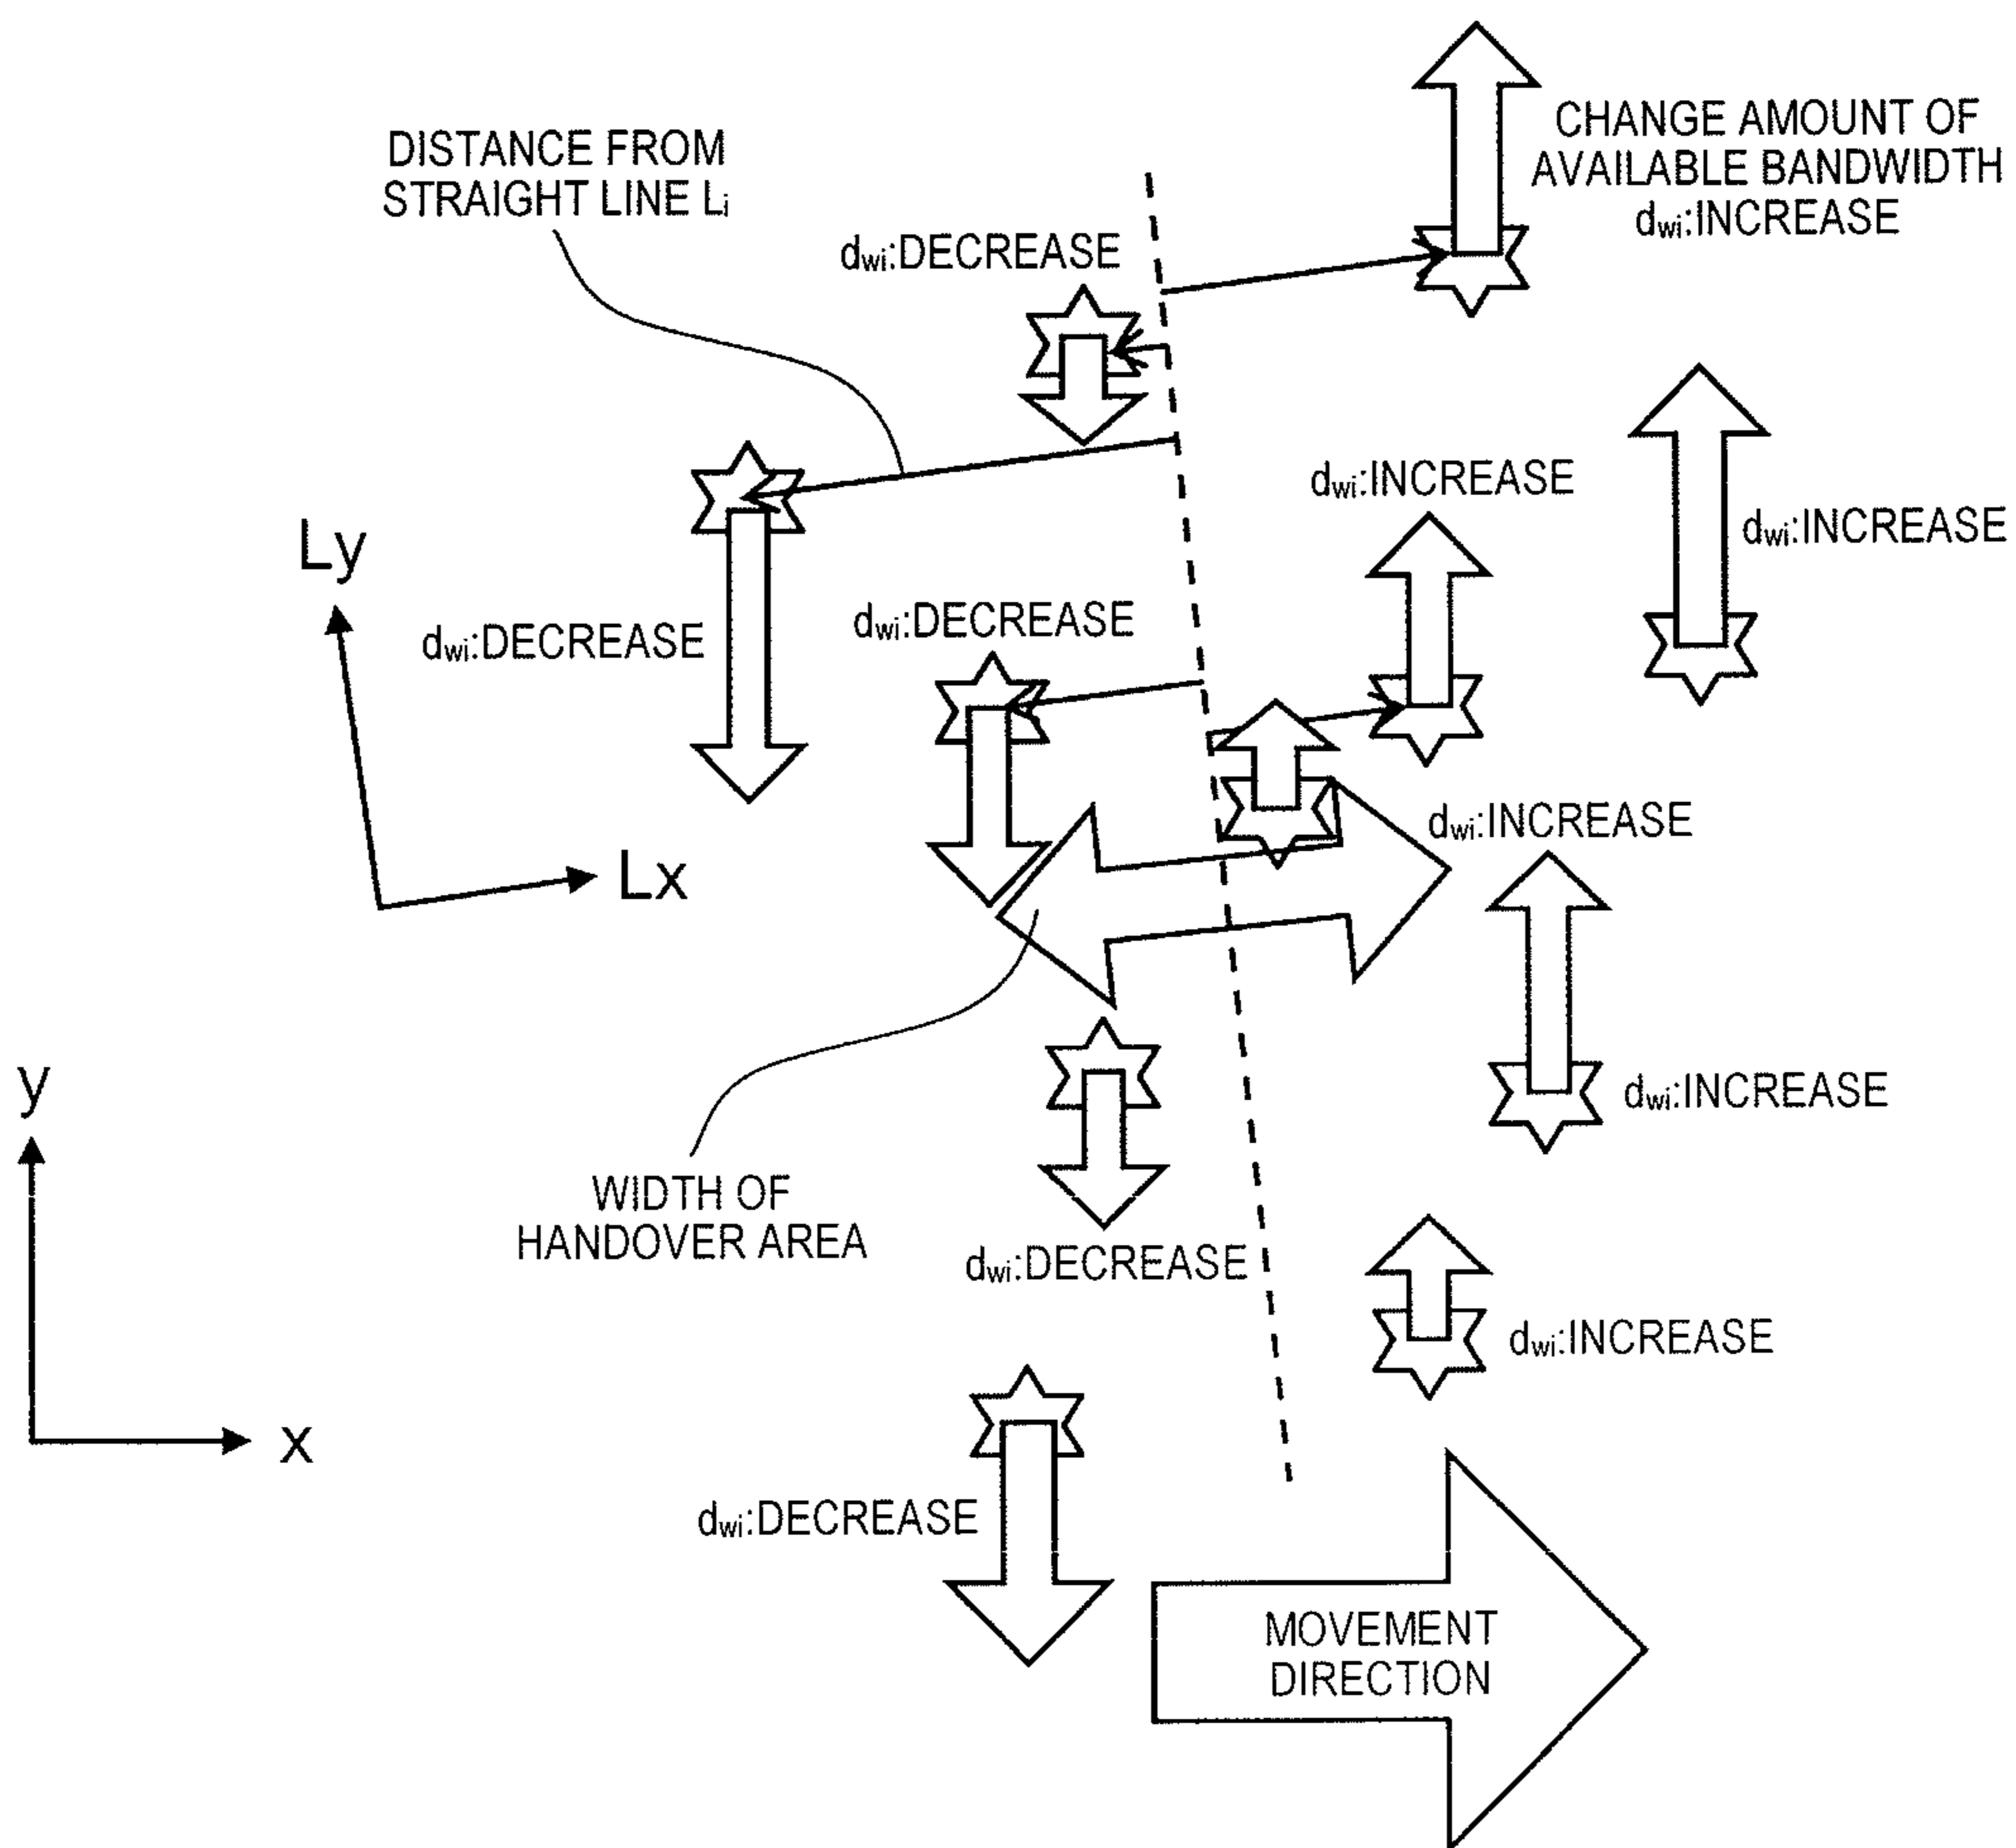 CHANGE AMOUNT OF
AVAILABLE BANDWIDTH
dwi:INCREASE
DISTANCE FROM
STRAIGHT LINE Li
dwi:DECREASE
dwi:INCREASE
dwi:INCREASE
Ly
dwi:DECREASE
dwi:DECREASE
dwi:INCREASE
Lx
y
dwi:INCREASE
WIDTH OF
HANDOVER AREA
dwi:DECREASE
dwi:INCREASE
x
dwi:DECREASE
MOVEMENT
DIRECTION